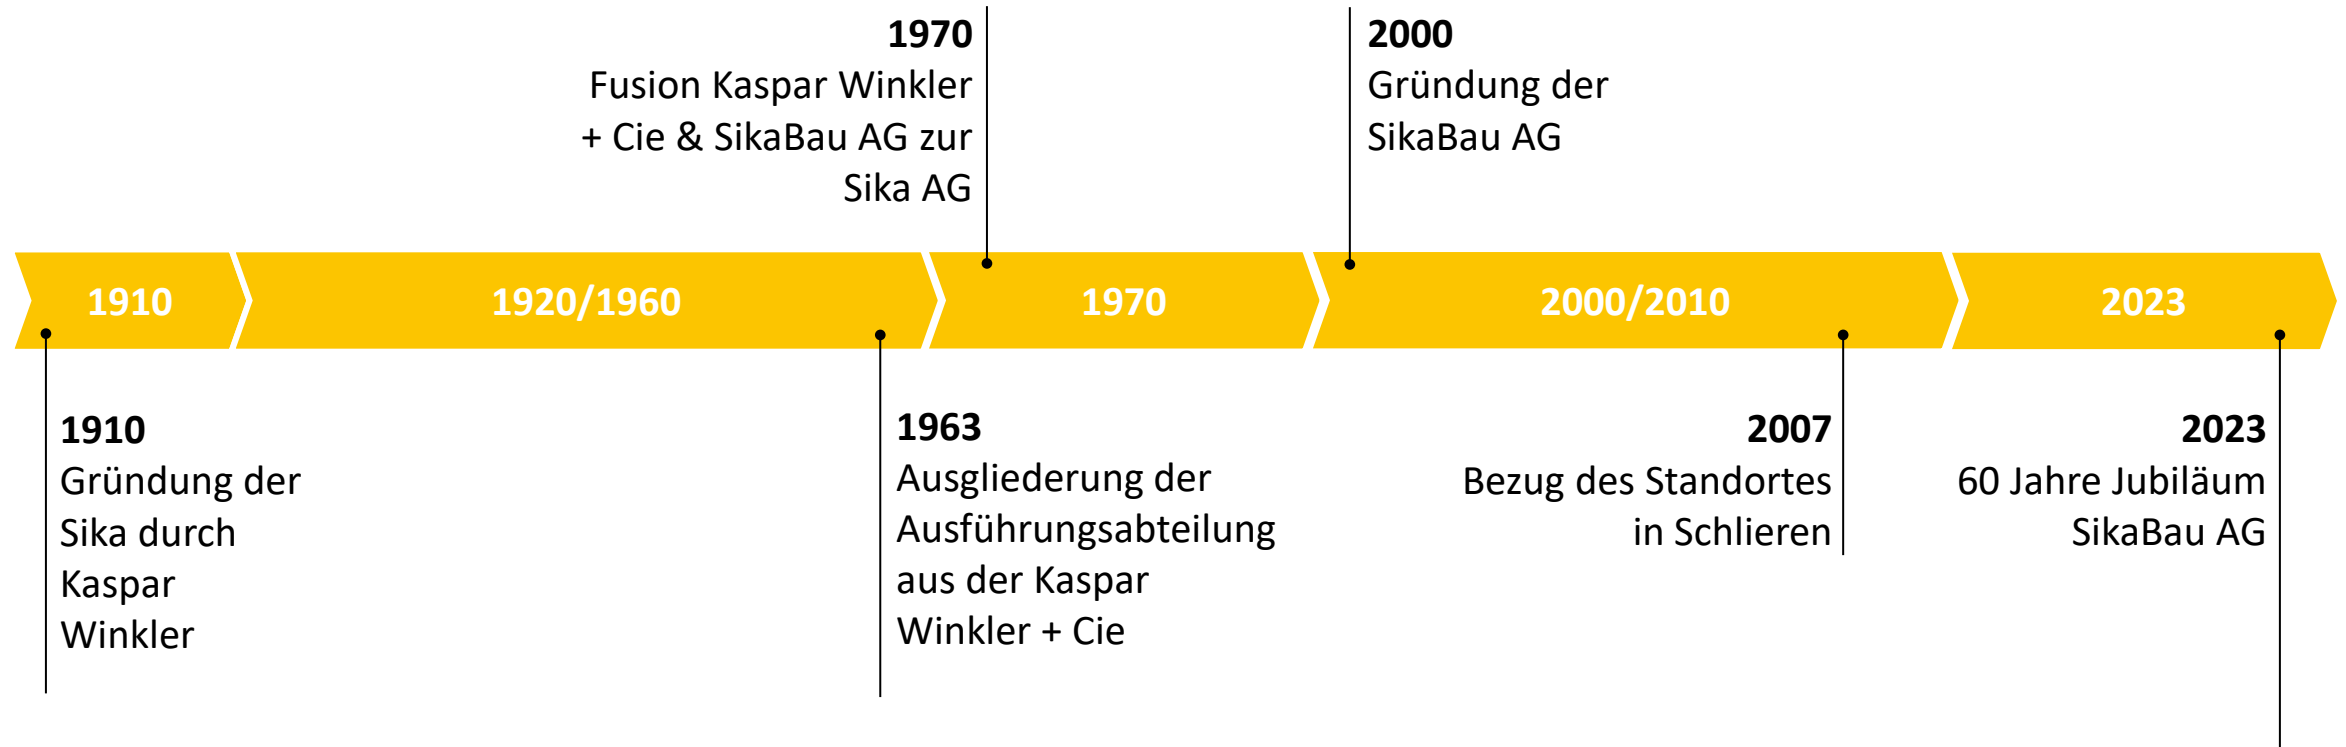 1970
Fusion Kaspar Winkler
+ Cie & SikaBau AG zur
Sika AG
2000
Gründung der
SikaBau AG
1910
1920/1960
1970
2000/2010
2023
1910
Gründung der
Sika durch
Kaspar
Winkler
1963
Ausgliederung der
Ausführungsabteilung
aus der Kaspar
Winkler + Cie
2007
Bezug des Standortes
in Schlieren
2023
60 Jahre Jubiläum
SikaBau AG